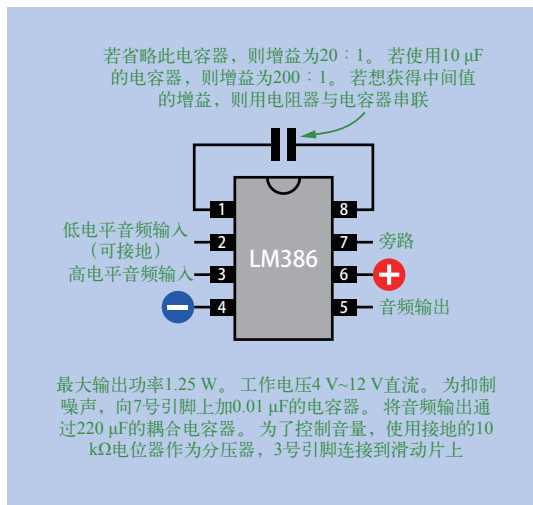 若省略此电容器，则增益为20∶1。若使用10 μF
的电容器，则增益为200∶1。若想获得中间值
的增益，则用电阻器与电容器串联
1
8
低电平音频输入
（可接地）
2
7
旁路
LM386
高电平音频输入
3
6
+
−
4
5
音频输出
最大输出功率1.25 W。工作电压4 V~12 V直流。为抑制
噪声，向7号引脚上加0.01 μF的电容器。将音频输出通
过220 μF的耦合电容器。为了控制音量，使用接地的10
kΩ电位器作为分压器，3号引脚连接到滑动片上